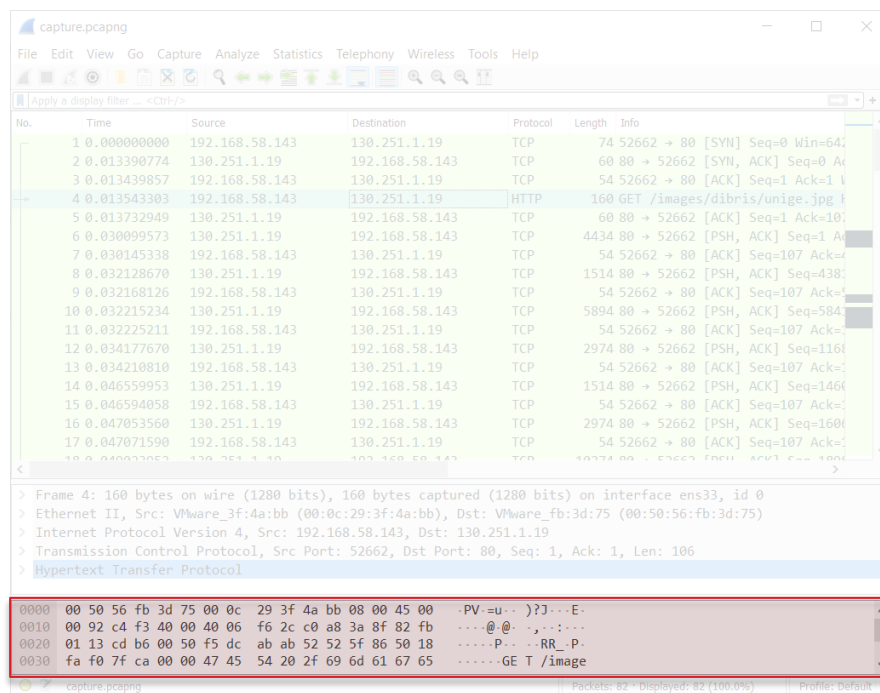 capture.pcapng
File Edit View Go Capture Analyze Statistics Telephony Wireless Tools Help
Apply a display filter ... <Ctrl-/>
No. Time Source Destination Protocol Length Info
1 0.000000000 192.168.58.143 130.251.1.19 TCP 74 52662 → 80 [SYN] Seq=0 Win=642
2 0.013390774 130.251.1.19 192.168.58.143 TCP 60 80 → 52662 [SYN, ACK] Seq=0 Ac
3 0.013439857 192.168.58.143 130.251.1.19 TCP 54 52662 → 80 [ACK] Seq=1 Ack=1 W
4 0.013543303 192.168.58.143 130.251.1.19 HTTP 160 GET /images/dibris/unige.jpg H
5 0.013732949 130.251.1.19 192.168.58.143 TCP 60 80 → 52662 [ACK] Seq=1 Ack=107
6 0.030099573 130.251.1.19 192.168.58.143 TCP 4434 80 → 52662 [PSH, ACK] Seq=1 Ac
7 0.030145338 192.168.58.143 130.251.1.19 TCP 54 52662 → 80 [ACK] Seq=107 Ack=4
8 0.032128670 130.251.1.19 192.168.58.143 TCP 1514 80 → 52662 [PSH, ACK] Seq=4381
9 0.032168126 192.168.58.143 130.251.1.19 TCP 54 52662 → 80 [ACK] Seq=107 Ack=5
10 0.032215234 130.251.1.19 192.168.58.143 TCP 5894 80 → 52662 [PSH, ACK] Seq=584
11 0.032225211 192.168.58.143 130.251.1.19 TCP 54 52662 → 80 [ACK] Seq=107 Ack=1
12 0.034177670 130.251.1.19 192.168.58.143 TCP 2974 80 → 52662 [PSH, ACK] Seq=1168
13 0.034210810 192.168.58.143 130.251.1.19 TCP 54 52662 → 80 [ACK] Seq=107 Ack=1
14 0.046559953 130.251.1.19 192.168.58.143 TCP 1514 80 → 52662 [PSH, ACK] Seq=1460
15 0.046594058 192.168.58.143 130.251.1.19 TCP 54 52662 → 80 [ACK] Seq=107 Ack=1
16 0.047053560 130.251.1.19 192.168.58.143 TCP 2974 80 → 52662 [PSH, ACK] Seq=1606
17 0.047071590 192.168.58.143 130.251.1.19 TCP 54 52662 → 80 [ACK] Seq=107 Ack=1
Frame 4: 160 bytes on wire (1280 bits), 160 bytes captured (1280 bits) on interface ens33, id 0
Ethernet II, Src: VMware_3f:4a:bb (00:0c:29:3f:4a:bb), Dst: VMware_fb:3d:75 (00:50:56:fb:3d:75)
Internet Protocol Version 4, Src: 192.168.58.143, Dst: 130.251.1.19
Transmission Control Protocol, Src Port: 52662, Dst Port: 80, Seq: 1, Ack: 1, Len: 106
Hypertext Transfer Protocol
0000 00 50 56 fb 3d 75 00 0c 29 3f 4a bb 08 00 45 00 ·PV·=u·· )?J···E·
0010 00 92 c4 f3 40 00 40 06 f6 2c c0 a8 3a 8f 82 fb ····@·@· ·,··:···
0020 01 13 cd b6 00 50 f5 dc ab ab 52 52 5f 86 50 18 ·····P·· ··RR_·P·
0030 fa f0 7f ca 00 00 47 45 54 20 2f 69 6d 61 67 65 ······GE T /image
capture.pcapng Packets: 82 · Displayed: 82 (100.0%) Profile: Default